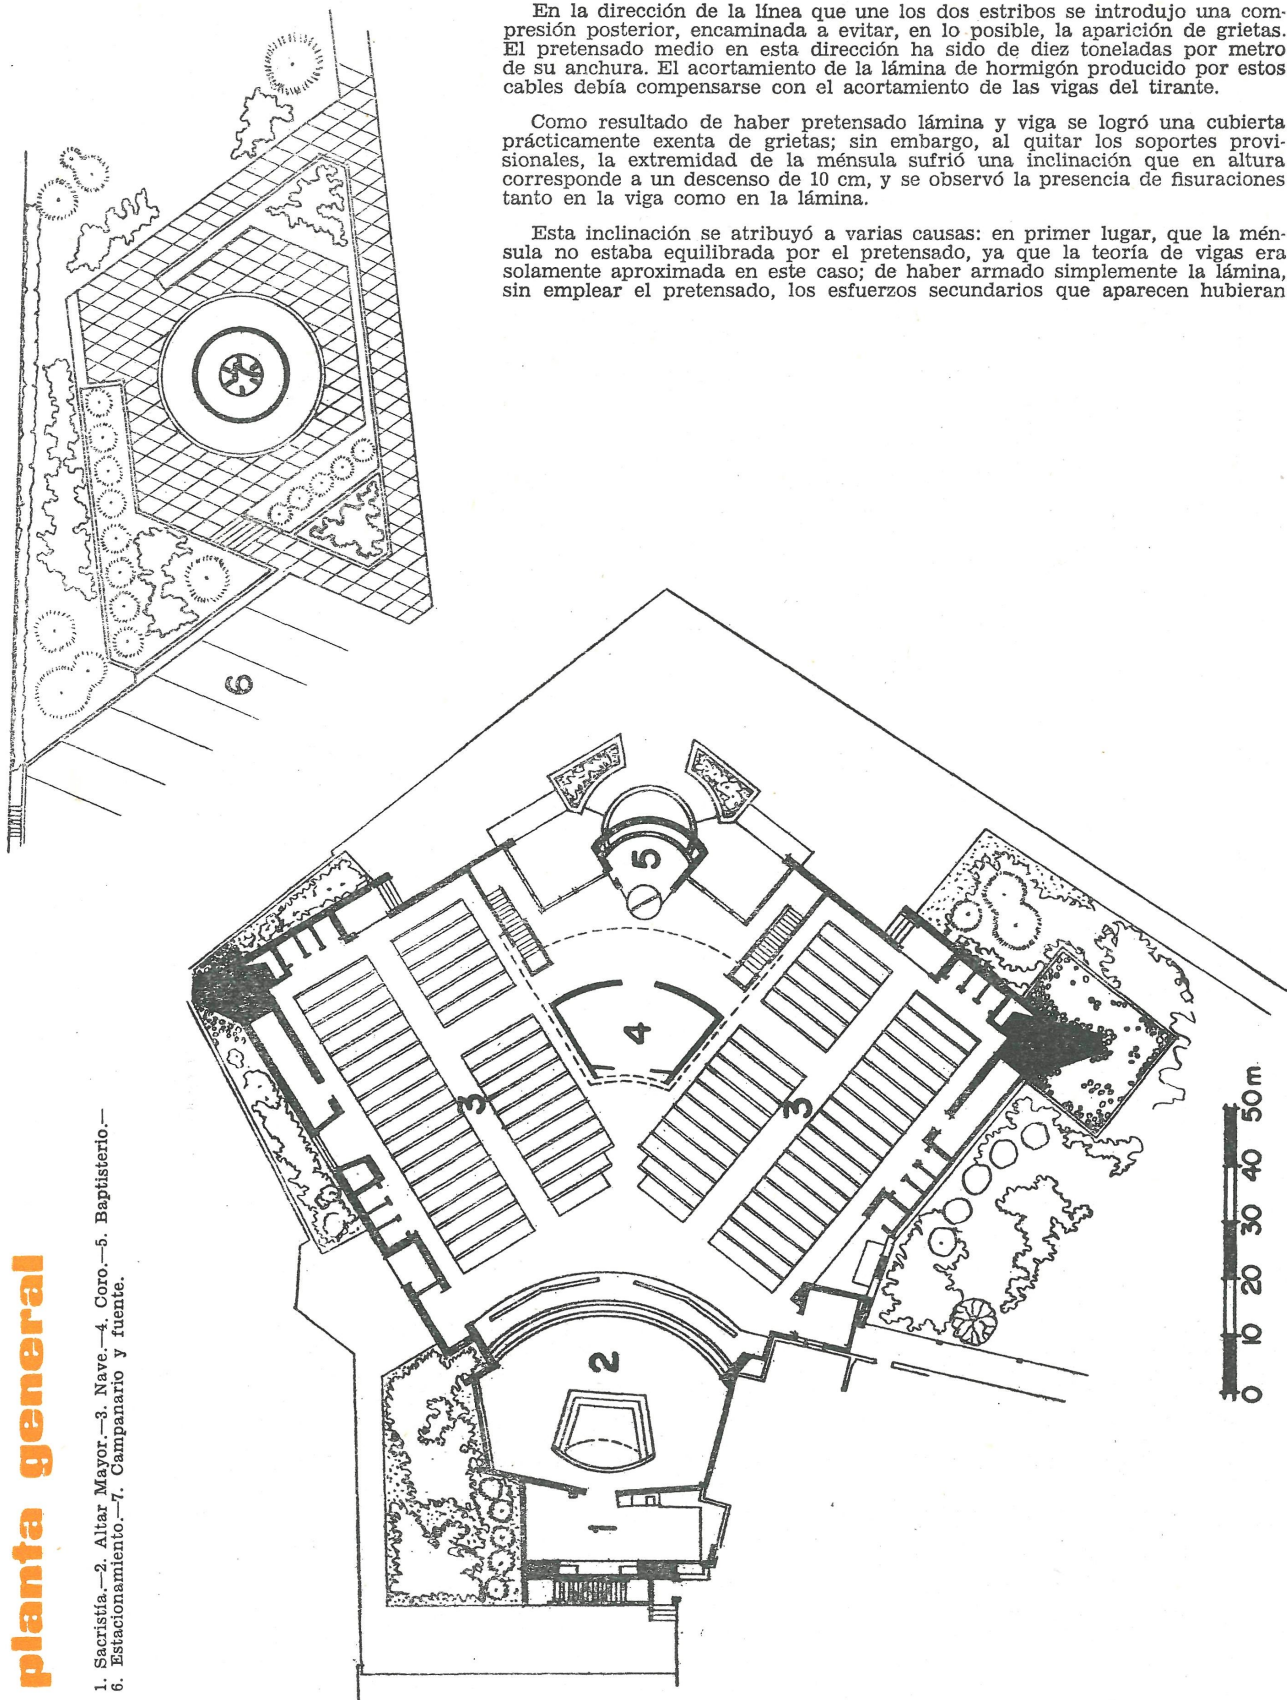 En la dirección de la línea que une los dos estribos se introdujo una com-
presión posterior, encaminada a evitar, en lo posible, la aparición de grietas.
El pretensado medio en esta dirección ha sido de diez toneladas por metro
de su anchura. El acortamiento de la lámina de hormigón producido por estos
cables debía compensarse con el acortamiento de las vigas del tirante.
Como resultado de haber pretensado lámina y viga se logró una cubierta
prácticamente exenta de grietas; sin embargo, al quitar los soportes provi-
sionales, la extremidad de la ménsula sufrió una inclinación que en altura
corresponde a un descenso de 10 cm, y se observó la presencia de fisuraciones
tanto en la viga como en la lámina.
Esta inclinación se atribuyó a varias causas: en primer lugar, que la mén-
sula no estaba equilibrada por el pretensado, ya que la teoría de vigas era
solamente aproximada en este caso; de haber armado simplemente la lámina,
sin emplear el pretensado, los esfuerzos secundarios que aparecen hubieran
planta general
1. Sacristía.—2. Altar Mayor.—3. Nave.—4. Coro.—5. Baptisterio.—
6. Estacionamiento.—7. Campanario y fuente.
7
6
5
4
3
3
2
1
0 10 20 30 40 50 m